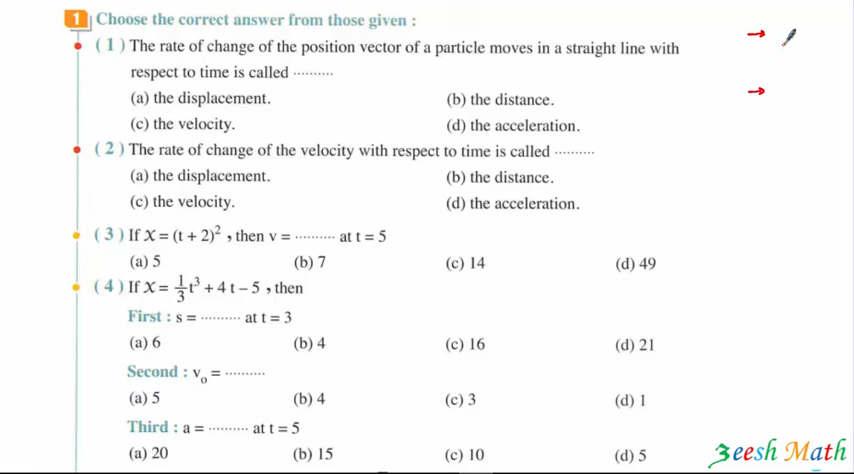 1 Choose the correct answer from those given :
( 1 ) The rate of change of the position vector of a particle moves in a straight line with
respect to time is called ··········
(a) the displacement. (b) the distance.
(c) the velocity. (d) the acceleration.
( 2 ) The rate of change of the velocity with respect to time is called ··········
(a) the displacement. (b) the distance.
(c) the velocity. (d) the acceleration.
( 3 ) If X = (t + 2)² , then v = ·········· at t = 5
(a) 5 (b) 7 (c) 14 (d) 49
( 4 ) If X = 1/3 t³ + 4 t – 5 , then
First : s = ·········· at t = 3
(a) 6 (b) 4 (c) 16 (d) 21
Second : v₀ = ··········
(a) 5 (b) 4 (c) 3 (d) 1
Third : a = ·········· at t = 5
(a) 20 (b) 15 (c) 10 (d) 5
Zeesh Math